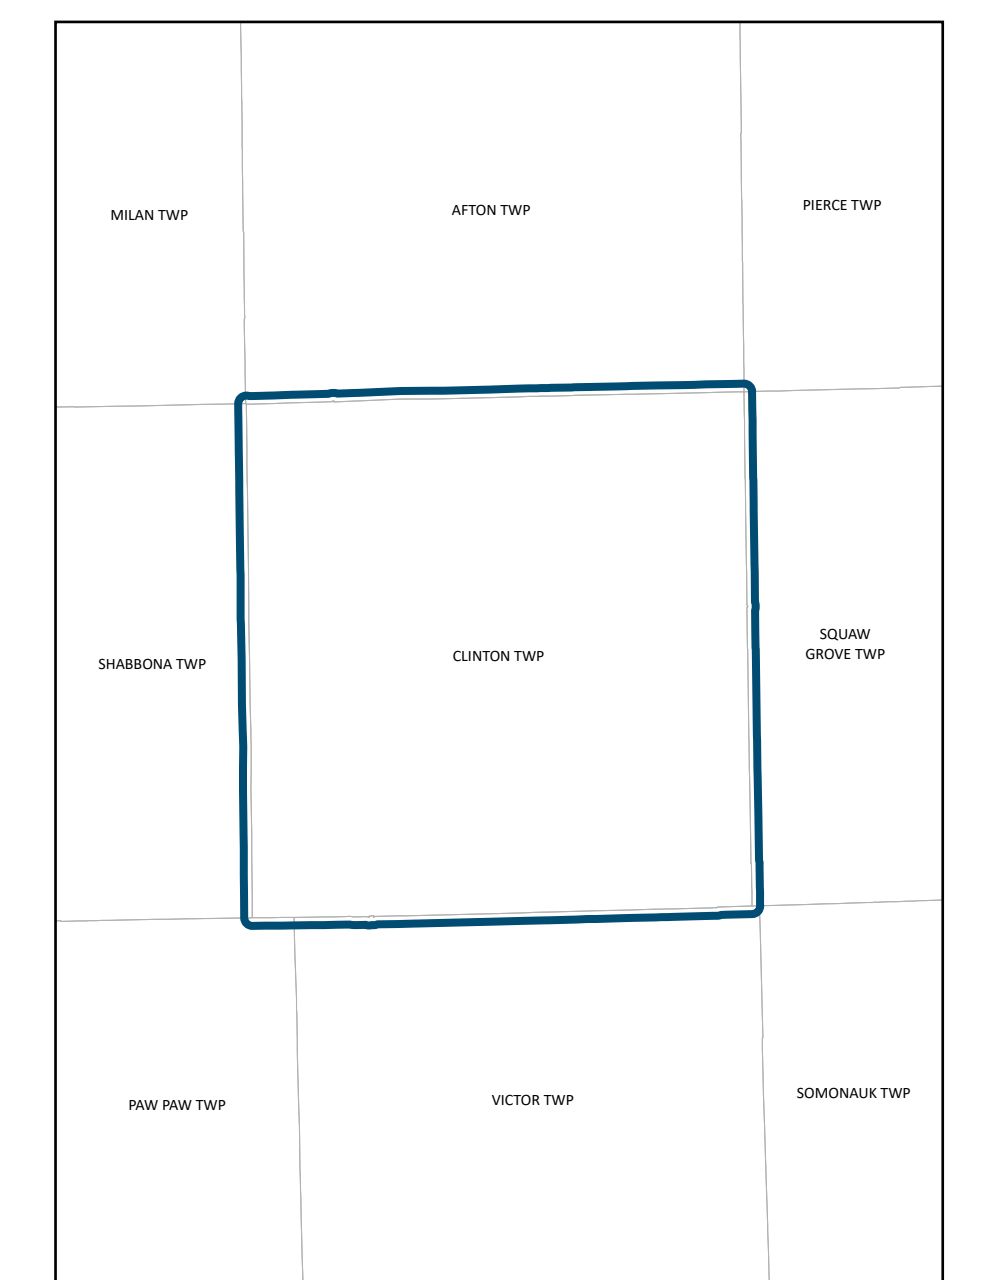 MILAN TWP
AFTON TWP
PIERCE TWP
SHABBONA TWP
CLINTON TWP
SQUAW
GROVE TWP
PAW PAW TWP
VICTOR TWP
SOMONAUK TWP